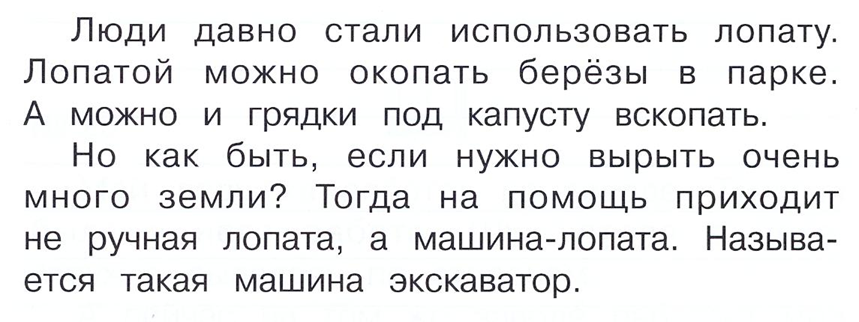 Люди давно стали использовать лопату.
Лопатой можно окопать берёзы в парке.
А можно и грядки под капусту вскопать.
Но как быть, если нужно вырыть очень
много земли? Тогда на помощь приходит
не ручная лопата, а машина-лопата. Называ-
ется такая машина экскаватор.